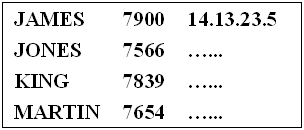 JAMES 7900 14.13.23.5
JONES 7566 …...
KING 7839 …...
MARTIN 7654 …...